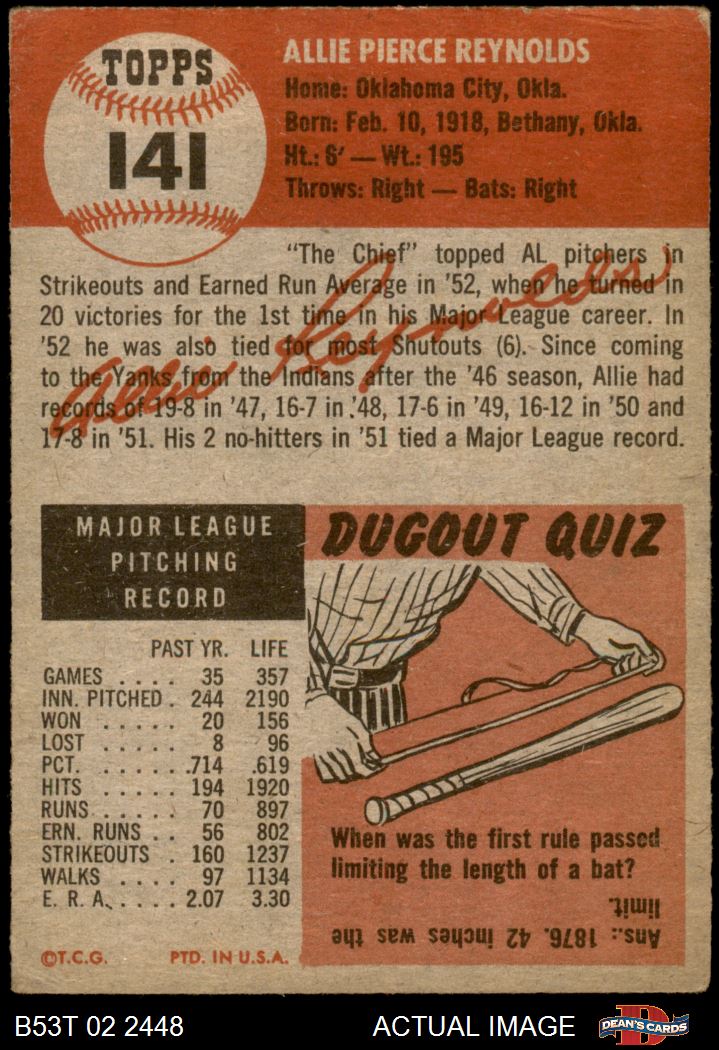 TOPPS
141
ALLIE PIERCE REYNOLDS
Home: Oklahoma City, Okla.
Born: Feb. 10, 1918, Bethany, Okla.
Ht.: 6' — Wt.: 195
Throws: Right — Bats: Right
"The Chief" topped AL pitchers in
Strikeouts and Earned Run Average in '52, when he turned in
20 victories for the 1st time in his Major League career. In
'52 he was also tied for most Shutouts (6). Since coming
to the Yanks from the Indians after the '46 season, Allie had
records of 19-8 in '47, 16-7 in '48, 17-6 in '49, 16-12 in '50 and
17-8 in '51. His 2 no-hitters in '51 tied a Major League record.
Allie Reynolds
MAJOR LEAGUE
PITCHING
RECORD
PAST YR. LIFE
GAMES . . . . 35 357
INN. PITCHED . 244 2190
WON . . . . . 20 156
LOST . . . . . 8 96
PCT. . . . . . . .714 .619
HITS . . . . . 194 1920
RUNS . . . . . 70 897
ERN. RUNS . . 56 802
STRIKEOUTS . 160 1237
WALKS . . . . 97 1134
E. R. A. . . . . 2.07 3.30
©T.C.G. PTD. IN U.S.A.
DUGOUT QUIZ
When was the first rule passed
limiting the length of a bat?
Ans.: 1876. 42 inches was the
limit.
B53T 02 2448 ACTUAL IMAGE
D
DEAN'S CARDS